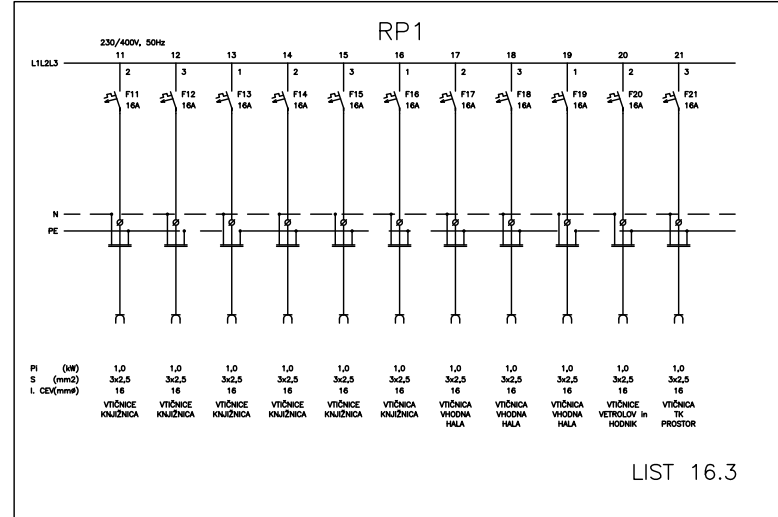 RP1
230/400V, 50Hz
11 12 13 14 15 16 17 18 19 20 21
L1L2L3
2 3 1 2 3 1 2 3 1 2 3
F11 F12 F13 F14 F15 F16 F17 F18 F19 F20 F21
16A 16A 16A 16A 16A 16A 16A 16A 16A 16A 16A
N
PE
Pi (kW) 1,0 1,0 1,0 1,0 1,0 1,0 1,0 1,0 1,0 1,0 1,0
S (mm2) 3x2,5 3x2,5 3x2,5 3x2,5 3x2,5 3x2,5 3x2,5 3x2,5 3x2,5 3x2,5 3x2,5
I. CEV(mmø) 16 16 16 16 16 16 16 16 16 16 16
VTIČNICE VTIČNICE VTIČNICE VTIČNICE VTIČNICE VTIČNICA VTIČNICA VTIČNICA VTIČNICA VTIČNICE VTIČNICA
KNJIŽNICA KNJIŽNICA KNJIŽNICA KNJIŽNICA KNJIŽNICA KNJIŽNICA VHODNA VHODNA VHODNA VETROLOV in TK
HALA HALA HALA HODNIK PROSTOR
LIST 16.3